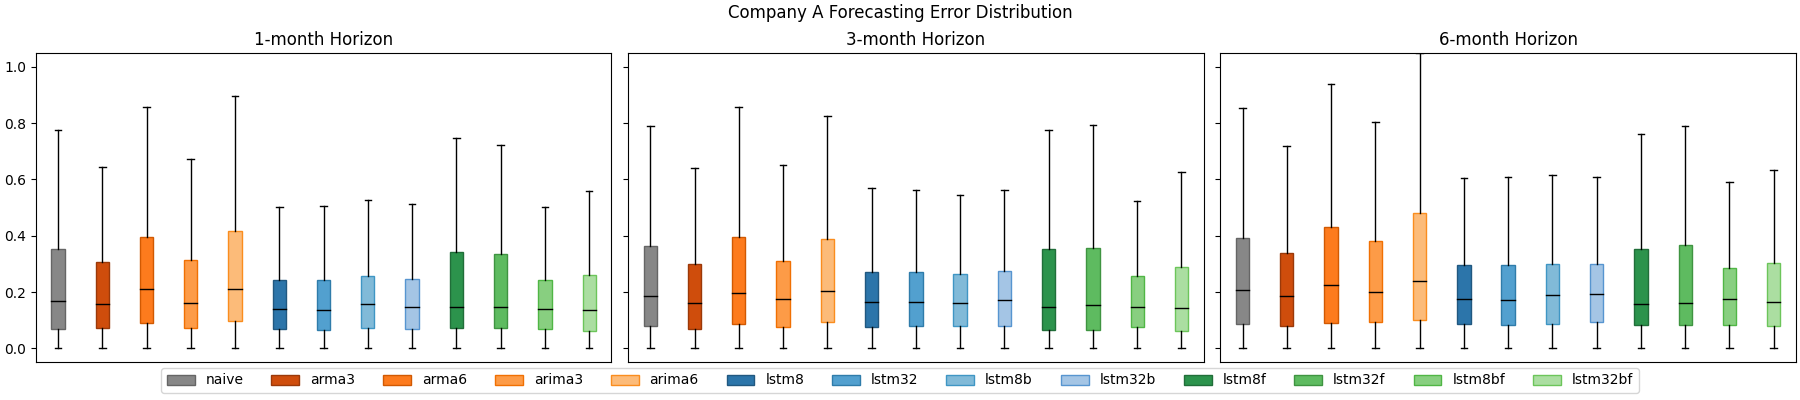 Company A Forecasting Error Distribution
1-month Horizon
3-month Horizon
6-month Horizon
1.0
0.8
0.6
0.4
0.2
0.0
naive arma3 arma6 arima3 arima6 lstm8 lstm32 lstm8b lstm32b lstm8f lstm32f lstm8bf lstm32bf